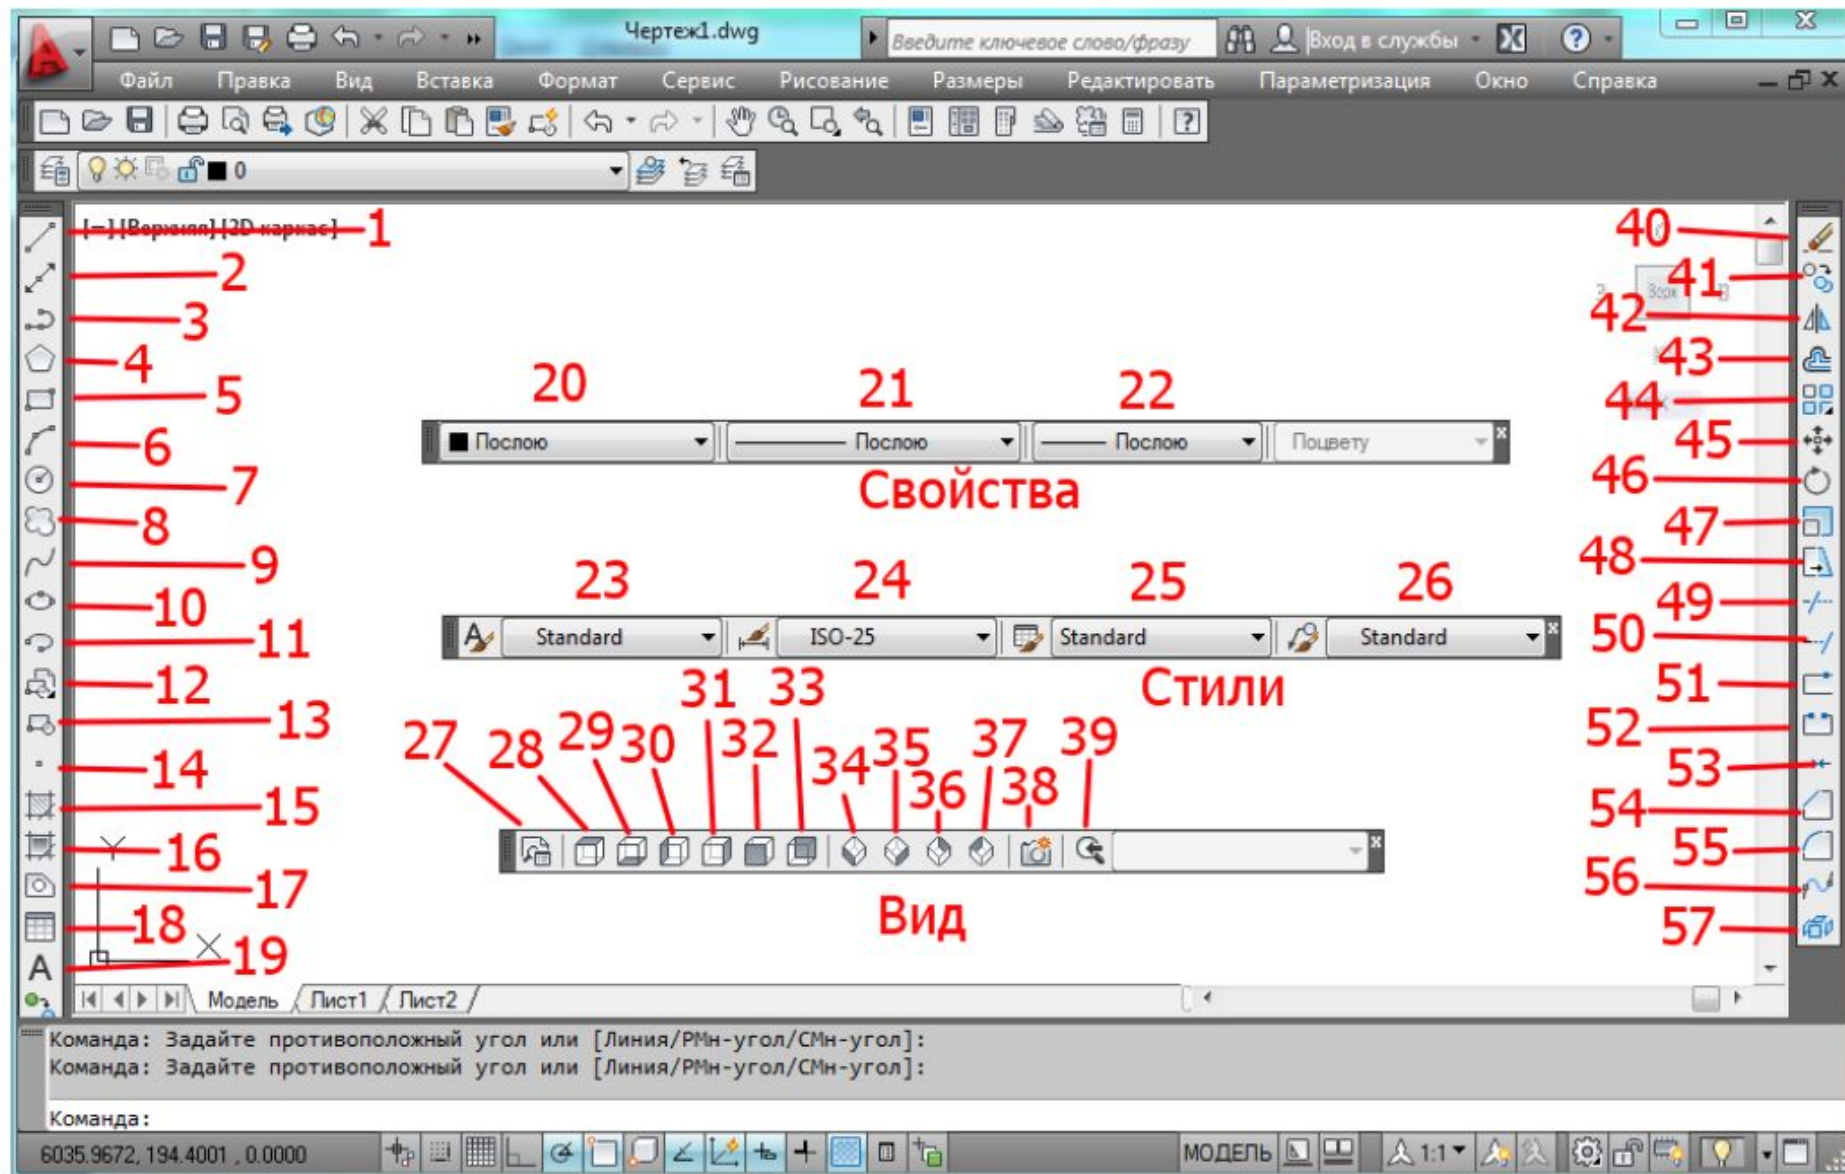 Чертеж1.dwg
Введите ключевое слово/фразу
Вход в службы
Файл Правка Вид Вставка Формат Сервис Рисование Размеры Редактировать Параметризация Окно Справка
0
[−] [Верхняя] [2D каркас] 1
40
2
41
Верх
3
42
4
43
5
44
20 21 22
6
45
Послою Послою Послою Поцвету
7
46
Свойства
8
47
9
48
23 24 25 26
10
49
11
50
Standard ISO-25 Standard Standard
12
51
31 33 Стили
13
52
27 28 29 30 32 34 35 36 37 38 39
14
53
15
54
16
55
Y
17
56
Вид
18
57
X
19
A
Модель Лист1 Лист2
Команда: Задайте противоположный угол или [Линия/РМн-угол/СМн-угол]:
Команда: Задайте противоположный угол или [Линия/РМн-угол/СМн-угол]:
Команда:
6035.9672, 194.4001 , 0.0000 МОДЕЛЬ 1:1